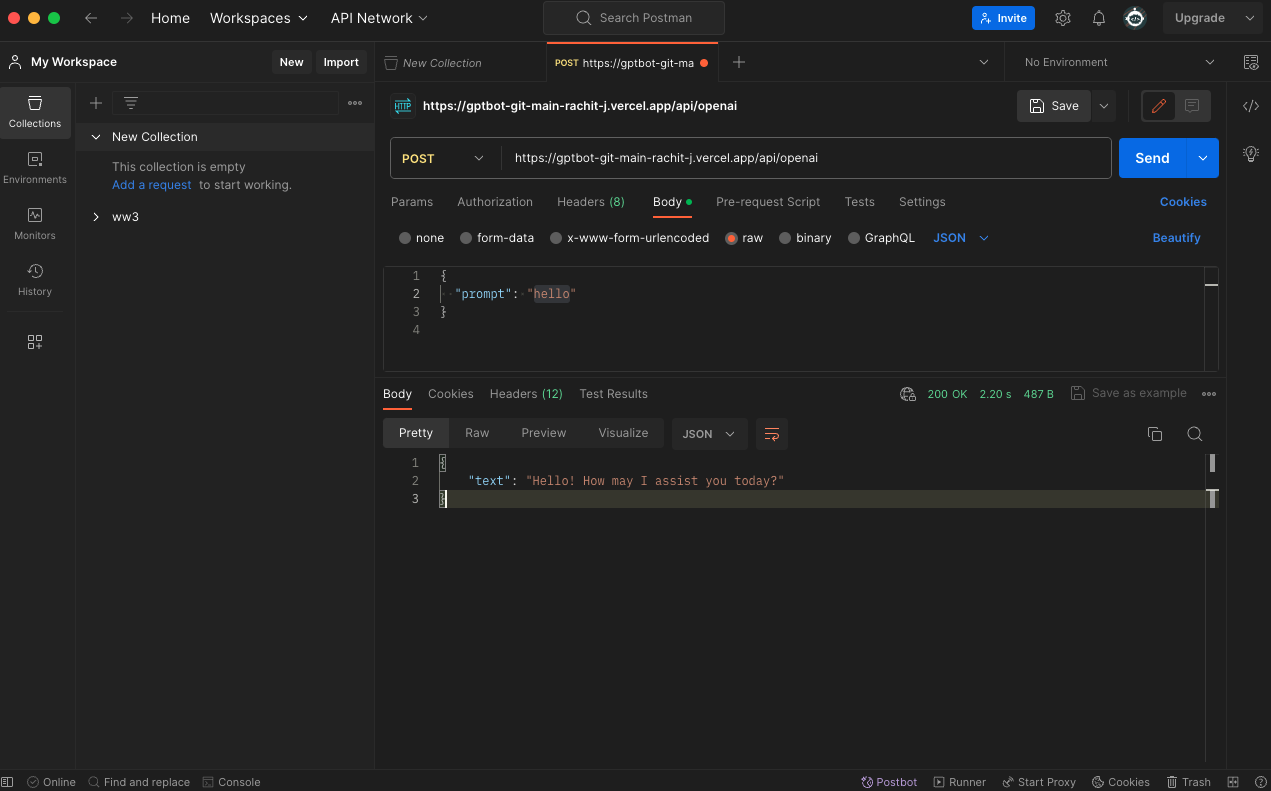 Home Workspaces API Network Search Postman Invite Upgrade
My Workspace New Import
New Collection POST https://gptbot-git-ma No Environment
Collections
Environments
Monitors
History
New Collection
This collection is empty
Add a request to start working.
ww3
HTTP https://gptbot-git-main-rachit-j.vercel.app/api/openai Save
POST https://gptbot-git-main-rachit-j.vercel.app/api/openai Send
Params Authorization Headers (8) Body Pre-request Script Tests Settings Cookies
none form-data x-www-form-urlencoded raw binary GraphQL JSON Beautify
1 {
2 "prompt": "hello"
3 }
4
Body Cookies Headers (12) Test Results 200 OK 2.20 s 487 B Save as example
Pretty Raw Preview Visualize JSON
1 {
2 "text": "Hello! How may I assist you today?"
3 }
Online Find and replace Console Postbot Runner Start Proxy Cookies Trash